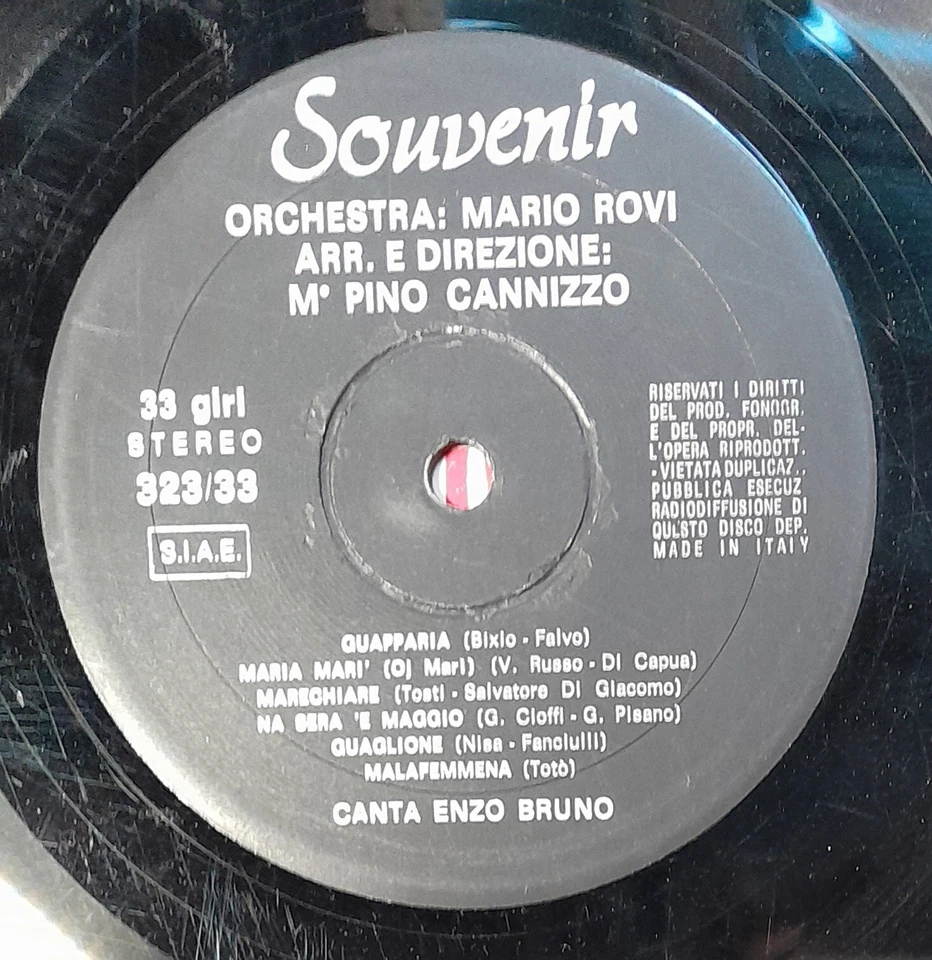 Souvenir
ORCHESTRA: MARIO ROVI
ARR. E DIREZIONE:
M° PINO CANNIZZO
33 giri
STEREO
323/33
S.I.A.E.
RISERVATI I DIRITTI
DEL PROD. FONOGR.
E DEL PROPR. DEL-
L'OPERA RIPRODOTT.
- VIETATA DUPLICAZ.,
PUBBLICA ESECUZ
RADIODIFFUSIONE DI
QUESTO DISCO DEP.
MADE IN ITALY
GUAPPARIA (Bixio - Falvo)
MARIA MARI' (Oj Mari) (V. Russo - Di Capua)
MARECHIARE (Tosti - Salvatore Di Giacomo)
NA SERA 'E MAGGIO (G. Cioffi - G. Pisano)
GUAGLIONE (Nisa - Fanciulli)
MALAFEMMENA (Totò)
CANTA ENZO BRUNO